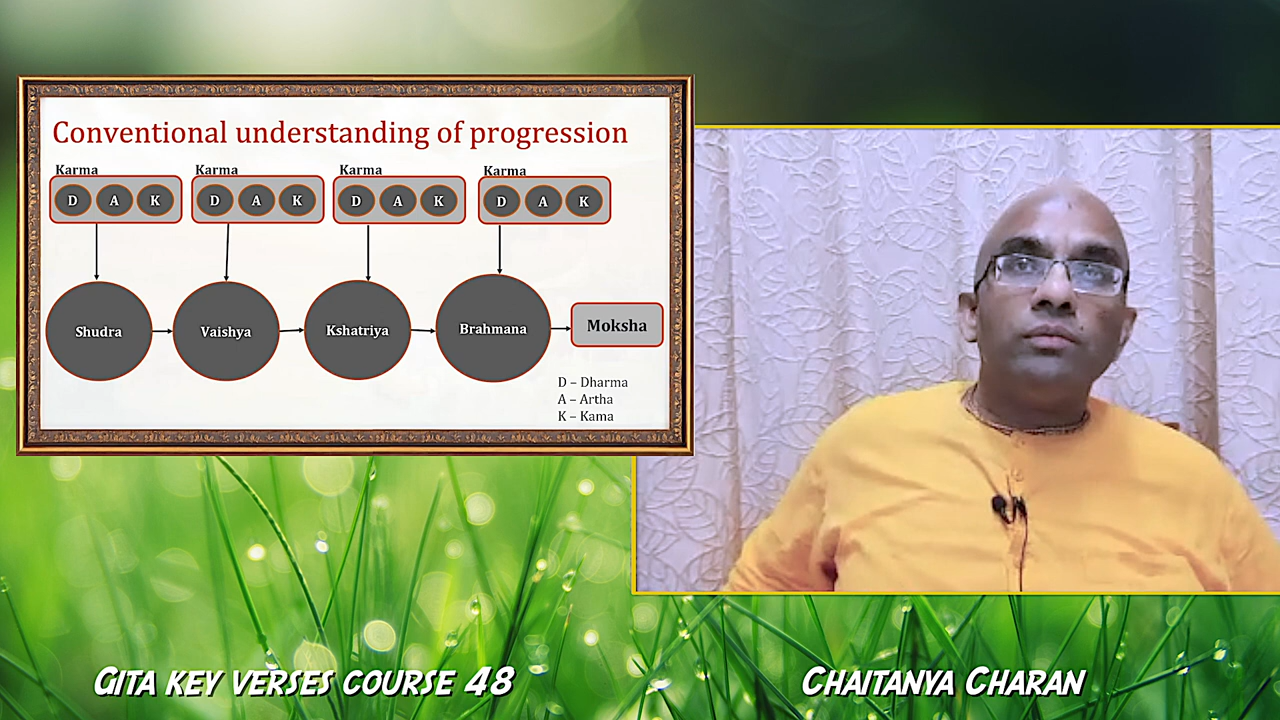 Conventional understanding of progression
Karma Karma Karma Karma
D A K D A K D A K D A K
Shudra Vaishya Kshatriya Brahmana Moksha
D – Dharma
A – Artha
K – Kama
GITA KEY VERSES COURSE 48
CHAITANYA CHARAN